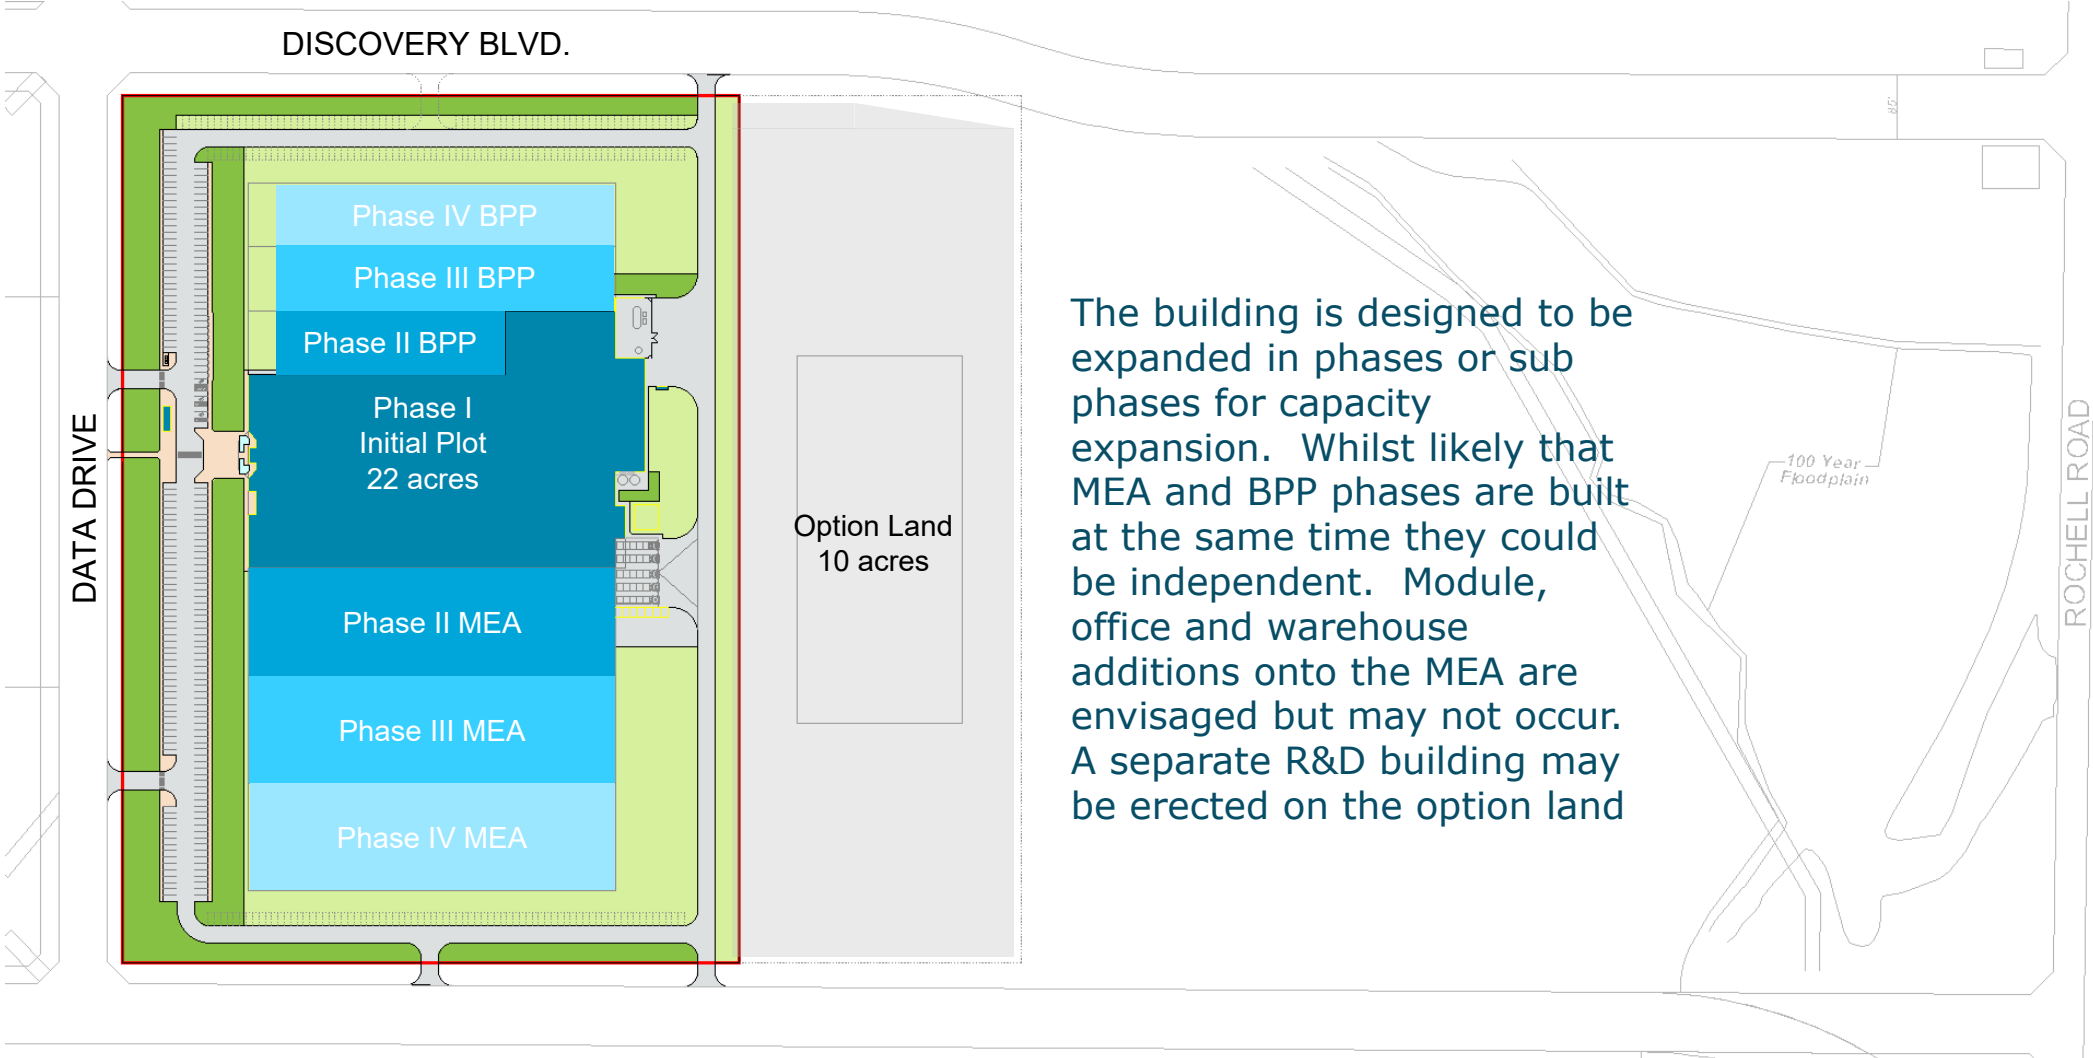 DISCOVERY BLVD.
85'
Phase IV BPP
Phase III BPP
Phase II BPP
Phase I
Initial Plot
22 acres
Phase II MEA
Phase III MEA
Phase IV MEA
DATA DRIVE
Option Land
10 acres
The building is designed to be
expanded in phases or sub
phases for capacity
expansion. Whilst likely that
MEA and BPP phases are built
at the same time they could
be independent. Module,
office and warehouse
additions onto the MEA are
envisaged but may not occur.
A separate R&D building may
be erected on the option land
100 Year
Floodplain
ROCHELL ROAD